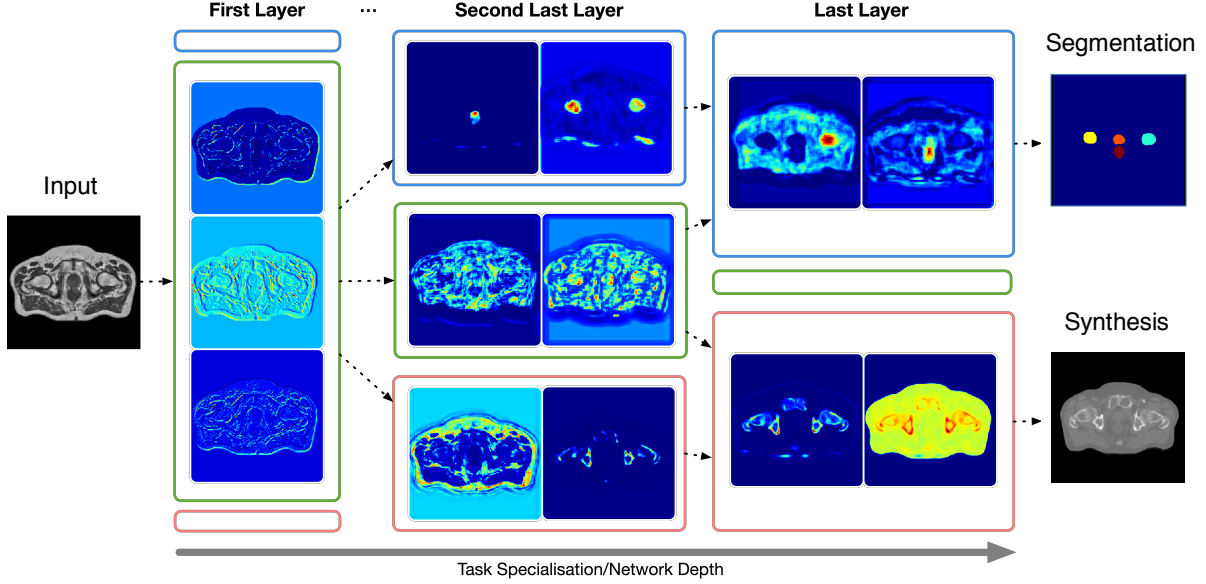 First Layer
...
Second Last Layer
Last Layer
Segmentation
Input
Synthesis
Task Specialisation/Network Depth